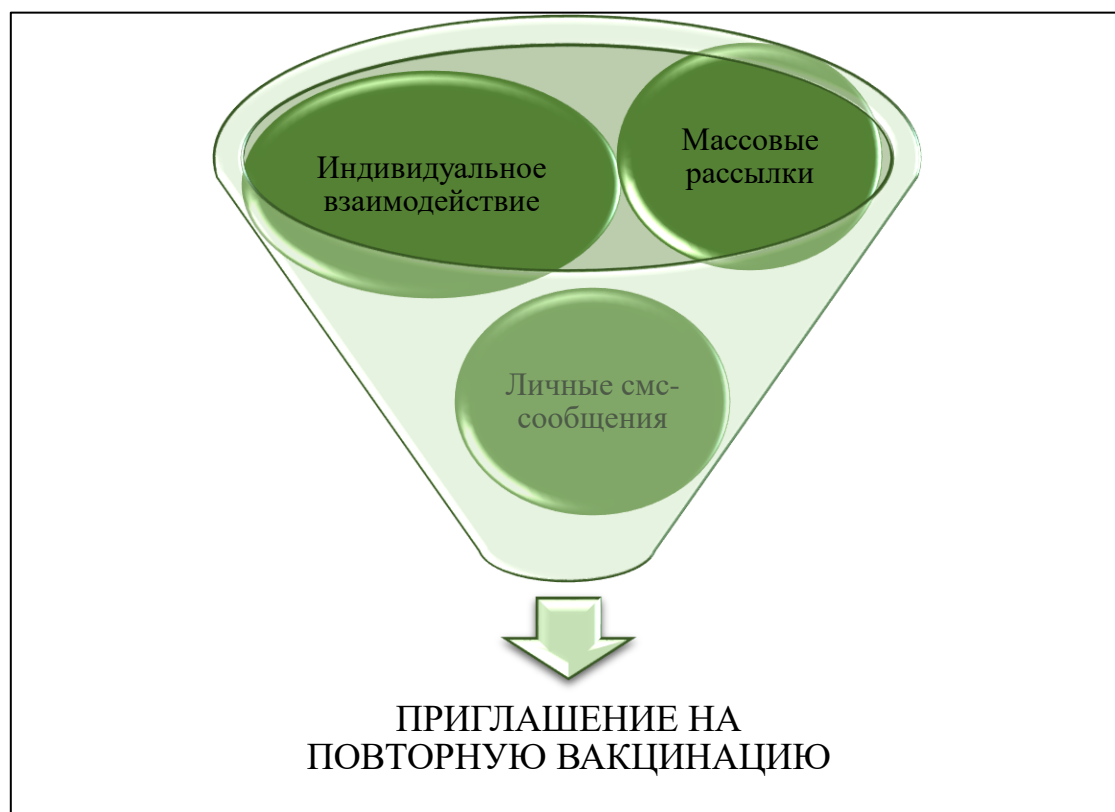 Индивидуальное
взаимодействие
Массовые
рассылки
Личные смс-
сообщения
ПРИГЛАШЕНИЕ НА
ПОВТОРНУЮ ВАКЦИНАЦИЮ